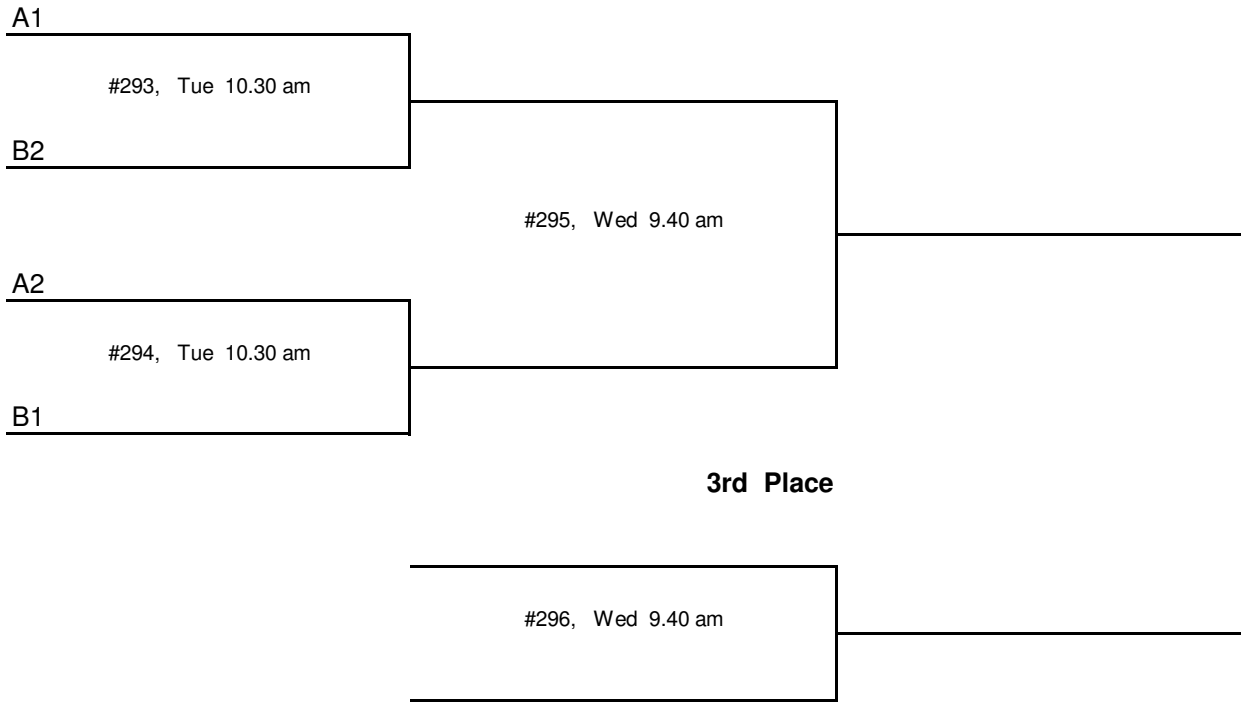 A1
#293, Tue 10.30 am
B2
#295, Wed 9.40 am
A2
#294, Tue 10.30 am
B1
3rd Place
#296, Wed 9.40 am